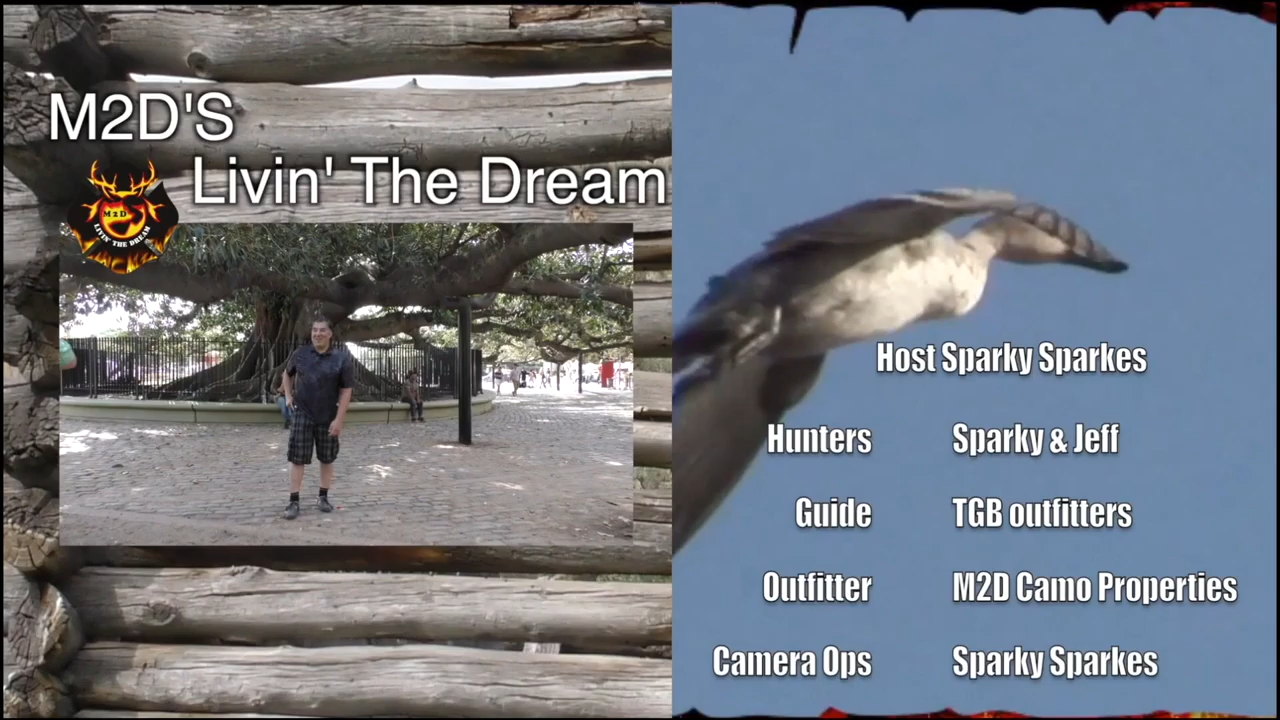 M2D'S
Livin' The Dream
M2D
LIVIN' THE DREAM
Host Sparky Sparkes
Hunters Sparky & Jeff
Guide TGB outfitters
Outfitter M2D Camo Properties
Camera Ops Sparky Sparkes